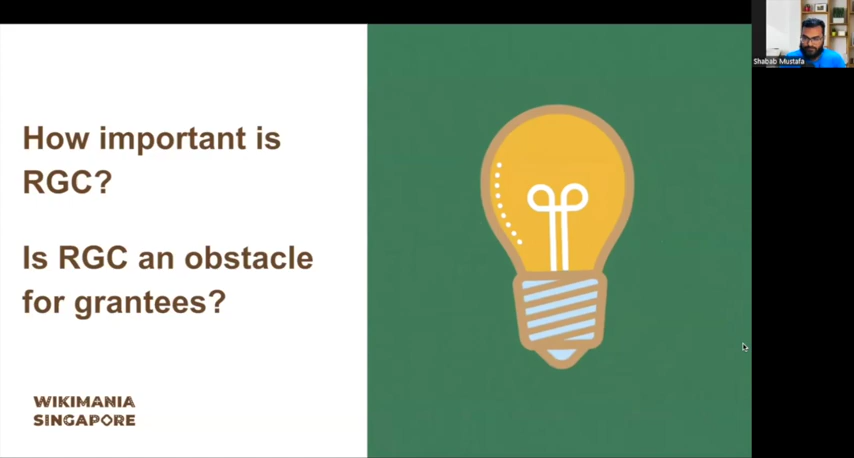 How important is
RGC?
Is RGC an obstacle
for grantees?
WIKIMANIA
SINGAPORE
Shabab Mustafa